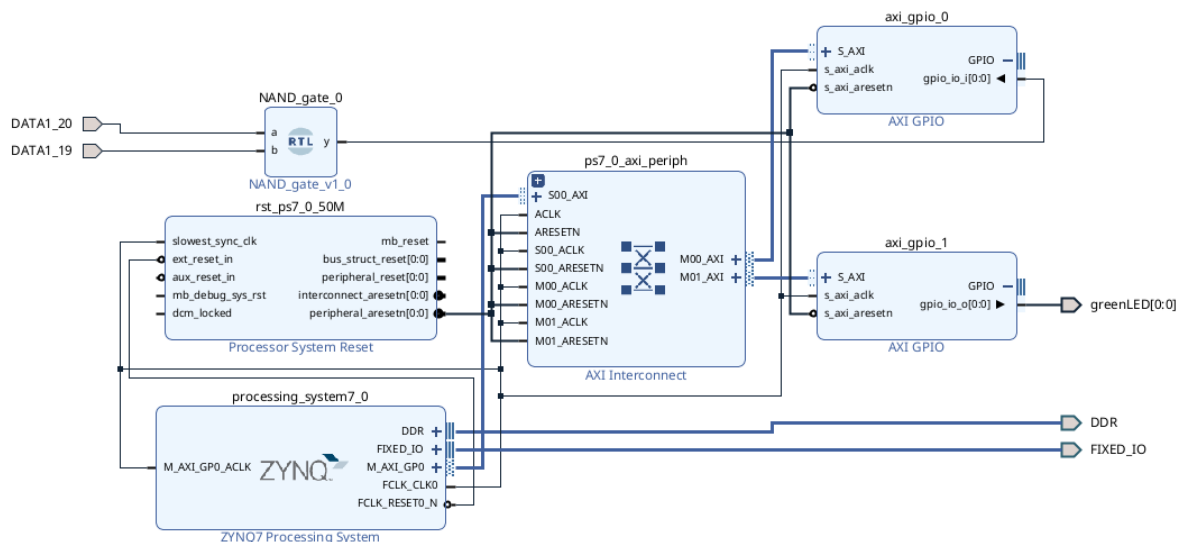 axi_gpio_0
S_AXI
s_axi_aclk
s_axi_aresetn
GPIO
gpio_io_i[0:0]
AXI GPIO
NAND_gate_0
DATA1_20
DATA1_19
a
b
RTL
y
NAND_gate_v1_0
ps7_0_axi_periph
S00_AXI
ACLK
ARESETN
S00_ACLK
S00_ARESETN
M00_ACLK
M00_ARESETN
M01_ACLK
M01_ARESETN
M00_AXI
M01_AXI
AXI Interconnect
rst_ps7_0_50M
slowest_sync_clk
ext_reset_in
aux_reset_in
mb_debug_sys_rst
dcm_locked
mb_reset
bus_struct_reset[0:0]
peripheral_reset[0:0]
interconnect_aresetn[0:0]
peripheral_aresetn[0:0]
Processor System Reset
axi_gpio_1
S_AXI
s_axi_aclk
s_axi_aresetn
GPIO
gpio_io_o[0:0]
AXI GPIO
greenLED[0:0]
processing_system7_0
M_AXI_GP0_ACLK
ZYNQ
DDR
FIXED_IO
M_AXI_GP0
FCLK_CLK0
FCLK_RESET0_N
ZYNQ7 Processing System
DDR
FIXED_IO